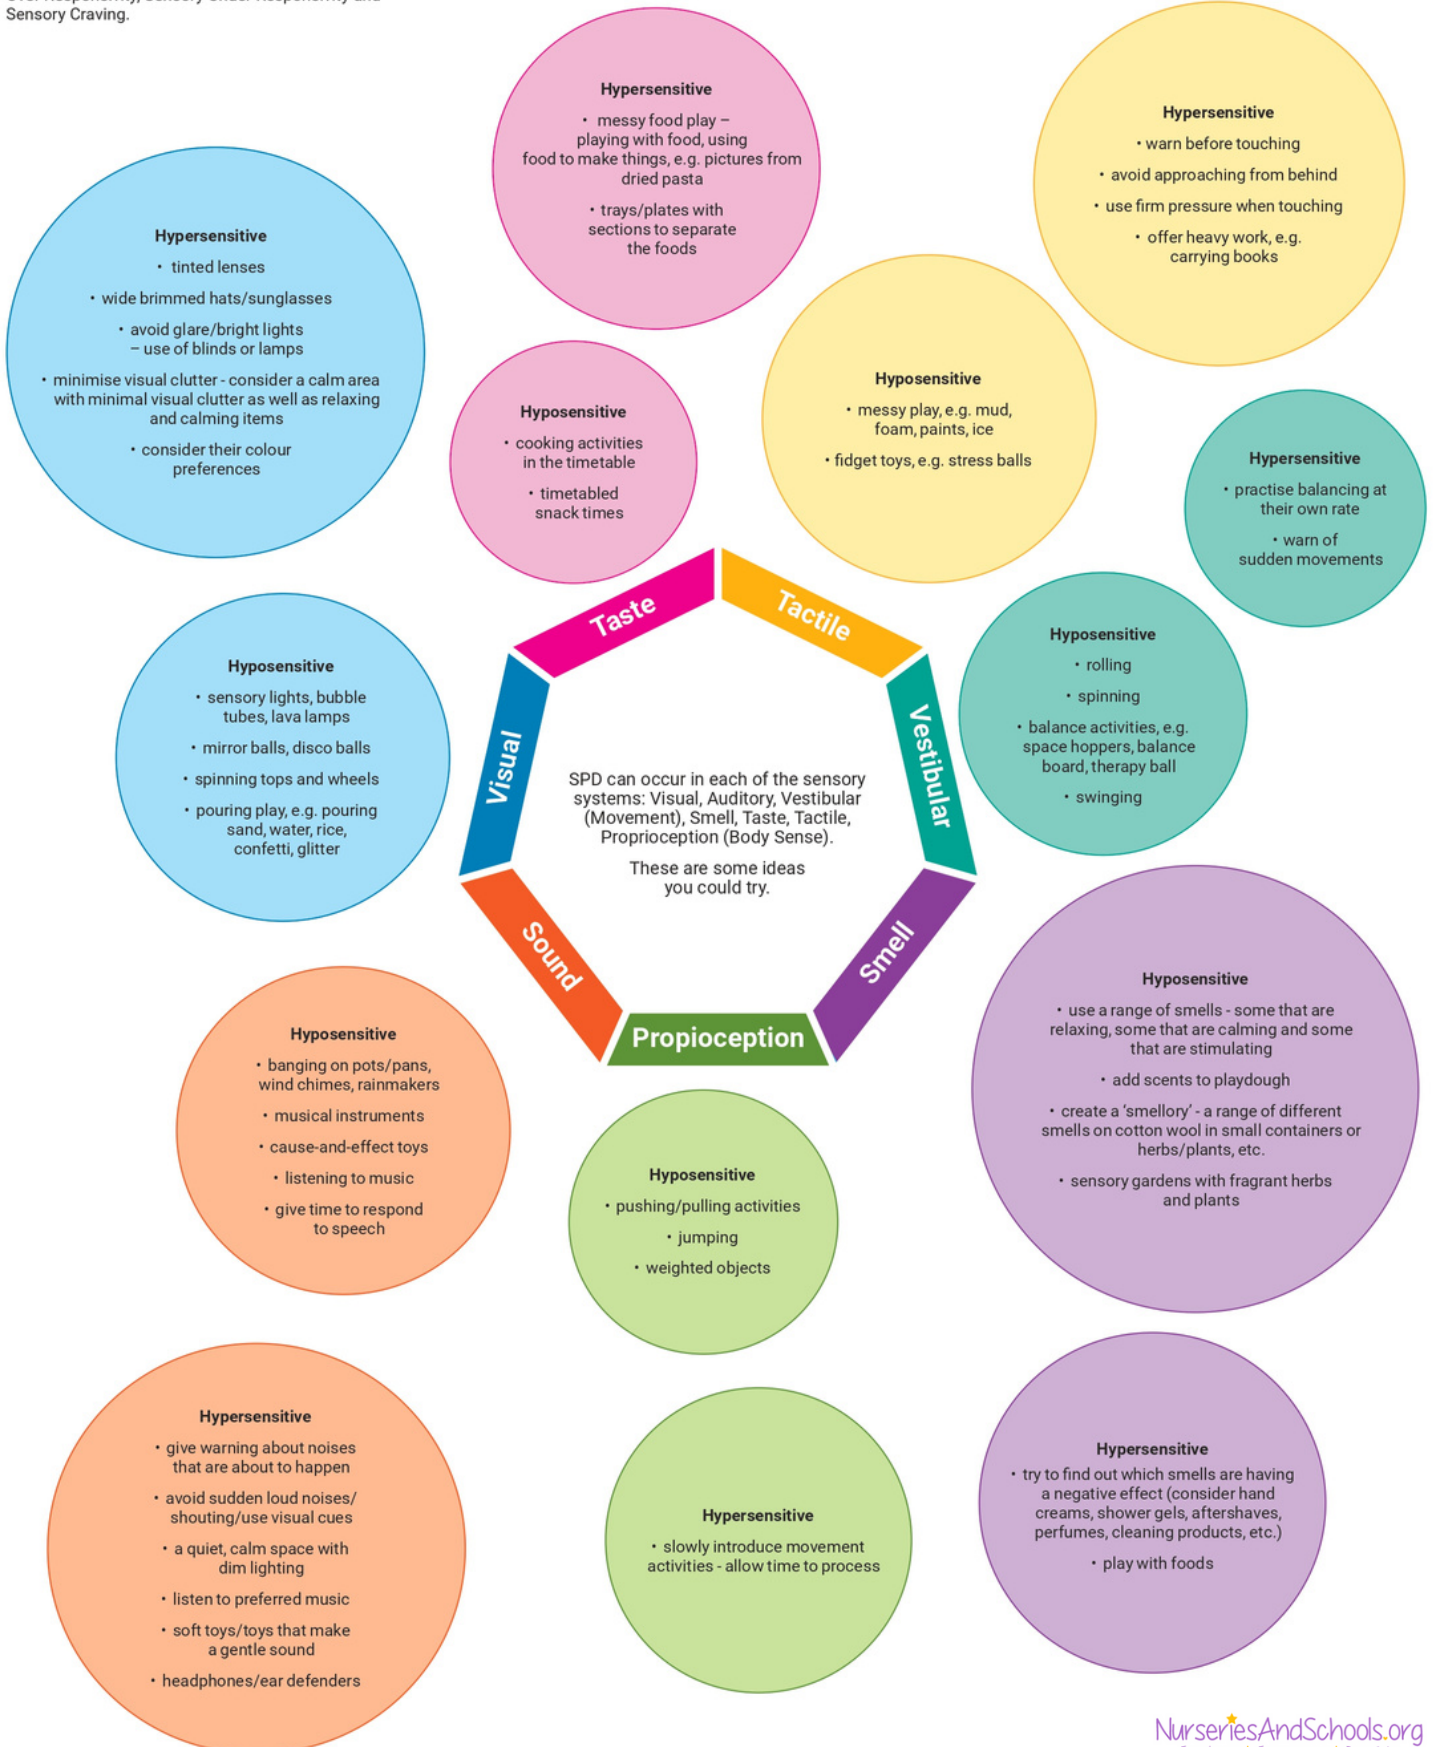 Sensory Craving.
Hypersensitive
• messy food play –
playing with food, using
food to make things, e.g. pictures from
dried pasta
• trays/plates with
sections to separate
the foods
Hypersensitive
• warn before touching
• avoid approaching from behind
• use firm pressure when touching
• offer heavy work, e.g.
carrying books
Hypersensitive
• tinted lenses
• wide brimmed hats/sunglasses
• avoid glare/bright lights
– use of blinds or lamps
• minimise visual clutter - consider a calm area
with minimal visual clutter as well as relaxing
and calming items
• consider their colour
preferences
Hyposensitive
• cooking activities
in the timetable
• timetabled
snack times
Hyposensitive
• messy play, e.g. mud,
foam, paints, ice
• fidget toys, e.g. stress balls
Hypersensitive
• practise balancing at
their own rate
• warn of
sudden movements
Taste
Tactile
Vestibular
Smell
Propioception
Sound
Visual
SPD can occur in each of the sensory
systems: Visual, Auditory, Vestibular
(Movement), Smell, Taste, Tactile,
Proprioception (Body Sense).
These are some ideas
you could try.
Hyposensitive
• rolling
• spinning
• balance activities, e.g.
space hoppers, balance
board, therapy ball
• swinging
Hyposensitive
• sensory lights, bubble
tubes, lava lamps
• mirror balls, disco balls
• spinning tops and wheels
• pouring play, e.g. pouring
sand, water, rice,
confetti, glitter
Hyposensitive
• banging on pots/pans,
wind chimes, rainmakers
• musical instruments
• cause-and-effect toys
• listening to music
• give time to respond
to speech
Hyposensitive
• pushing/pulling activities
• jumping
• weighted objects
Hyposensitive
• use a range of smells - some that are
relaxing, some that are calming and some
that are stimulating
• add scents to playdough
• create a ‘smellory’ - a range of different
smells on cotton wool in small containers or
herbs/plants, etc.
• sensory gardens with fragrant herbs
and plants
Hypersensitive
• give warning about noises
that are about to happen
• avoid sudden loud noises/
shouting/use visual cues
• a quiet, calm space with
dim lighting
• listen to preferred music
• soft toys/toys that make
a gentle sound
• headphones/ear defenders
Hypersensitive
• slowly introduce movement
activities - allow time to process
Hypersensitive
• try to find out which smells are having
a negative effect (consider hand
creams, shower gels, aftershaves,
perfumes, cleaning products, etc.)
• play with foods
NurseriesAndSchools.org